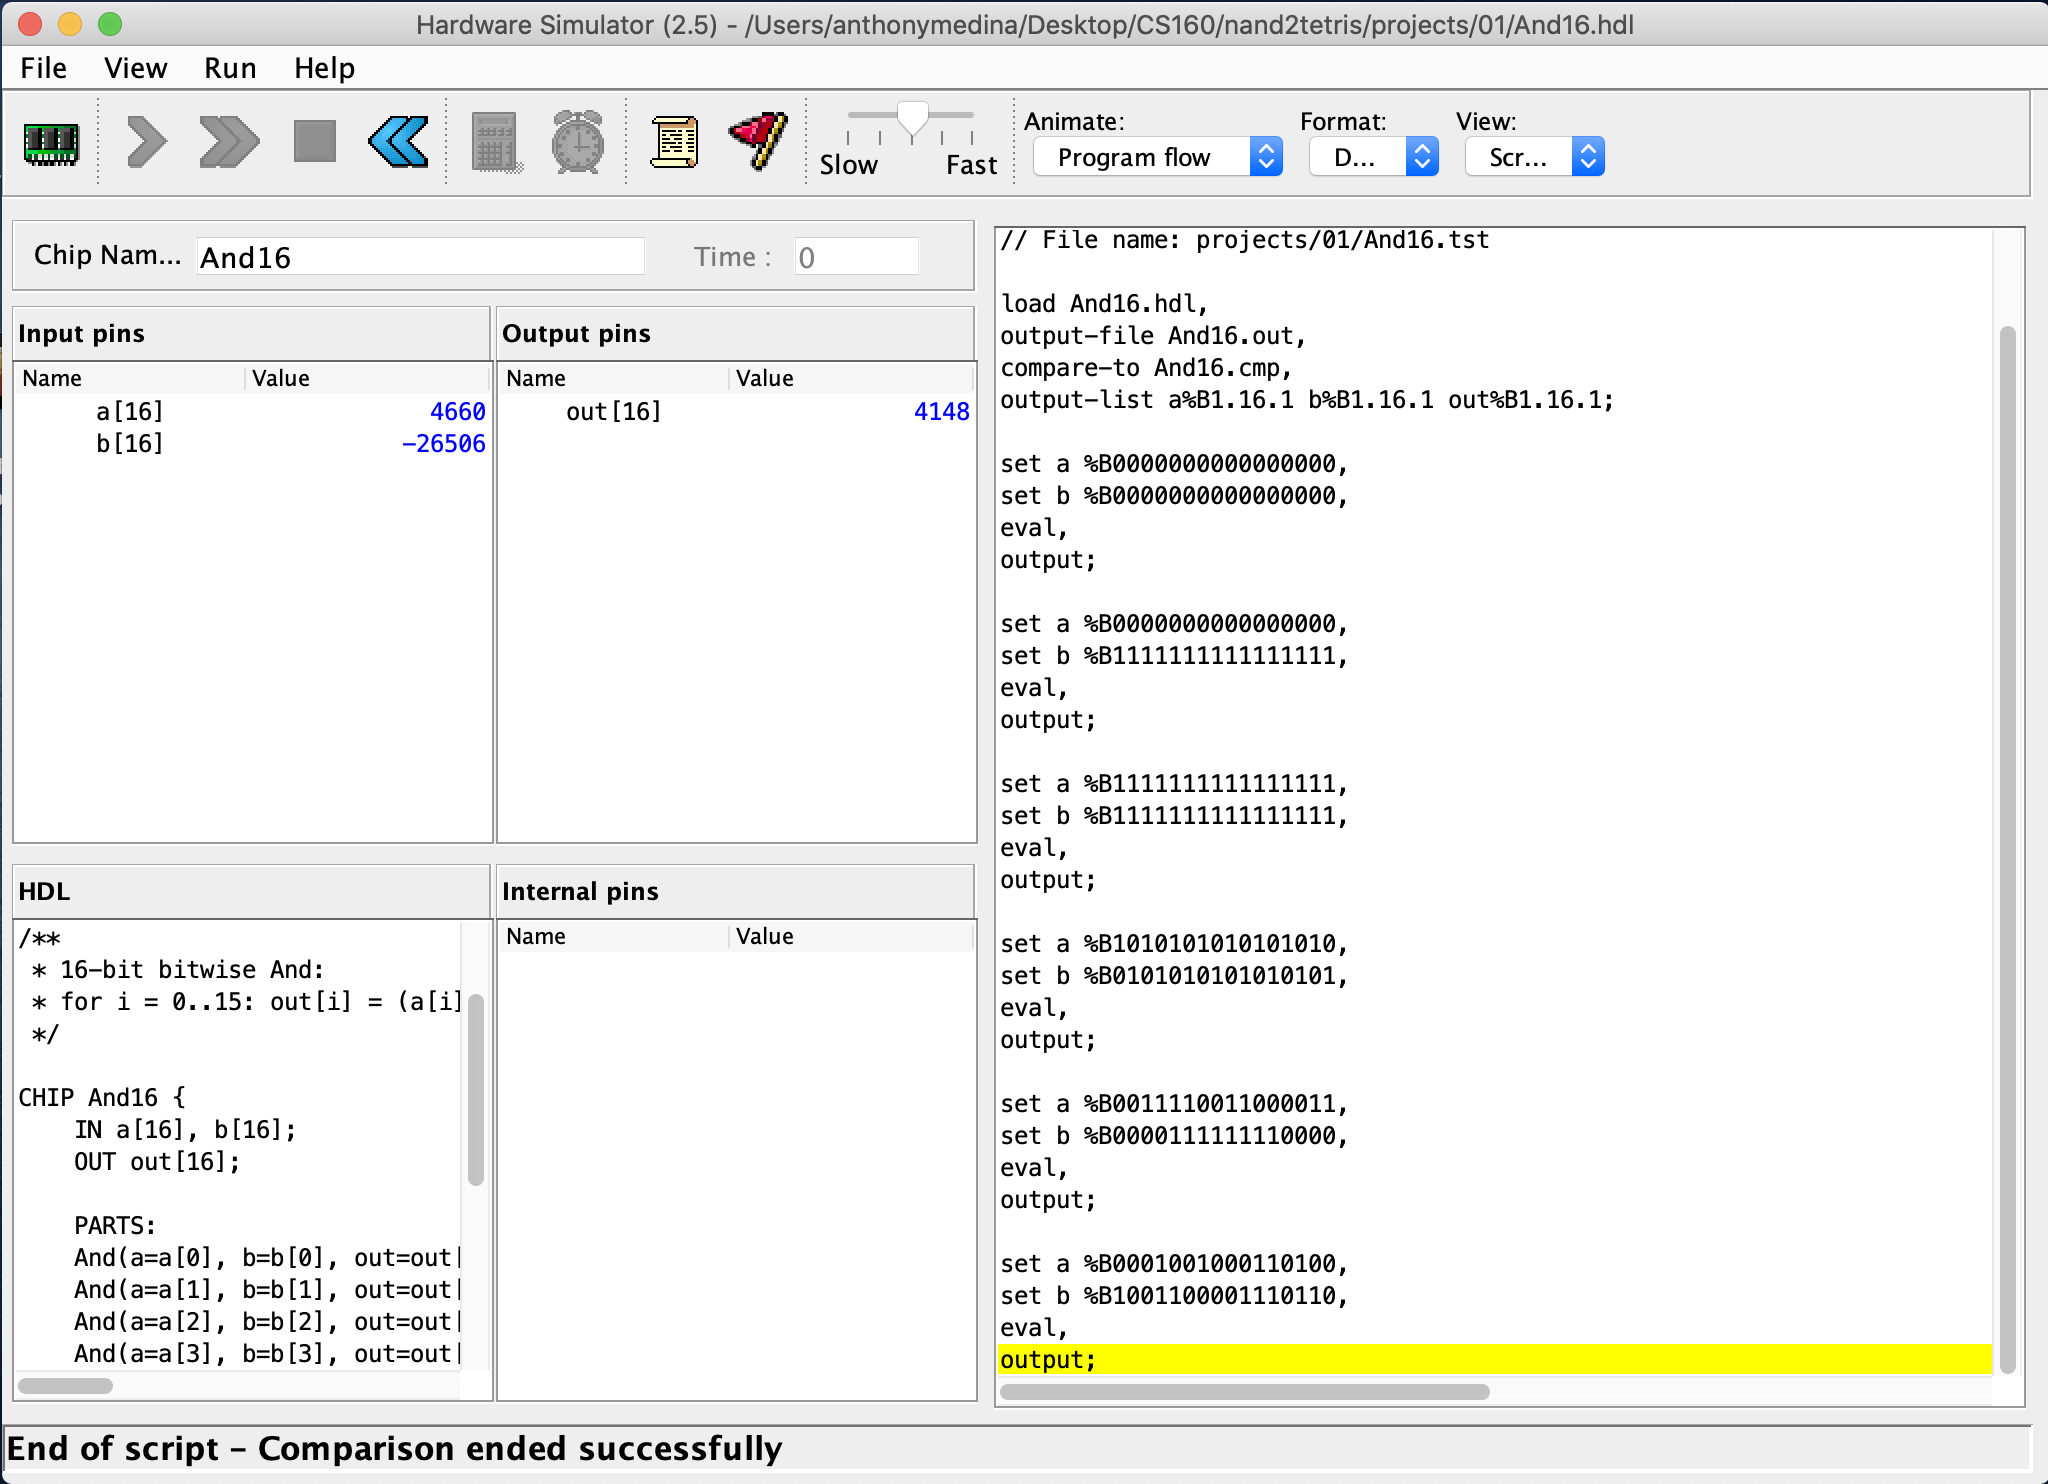 Hardware Simulator (2.5) - /Users/anthonymedina/Desktop/CS160/nand2tetris/projects/01/And16.hdl
File View Run Help
Slow Fast
Animate: Format: View:
Program flow D... Scr...
Chip Nam... And16 Time : 0
Input pins
Name Value
a[16] 4660
b[16] -26506
Output pins
Name Value
out[16] 4148
HDL
/**
* 16-bit bitwise And:
* for i = 0..15: out[i] = (a[i]
*/
CHIP And16 {
IN a[16], b[16];
OUT out[16];
PARTS:
And(a=a[0], b=b[0], out=out[
And(a=a[1], b=b[1], out=out[
And(a=a[2], b=b[2], out=out[
And(a=a[3], b=b[3], out=out[
Internal pins
Name Value
// File name: projects/01/And16.tst
load And16.hdl,
output-file And16.out,
compare-to And16.cmp,
output-list a%B1.16.1 b%B1.16.1 out%B1.16.1;
set a %B0000000000000000,
set b %B0000000000000000,
eval,
output;
set a %B0000000000000000,
set b %B1111111111111111,
eval,
output;
set a %B1111111111111111,
set b %B1111111111111111,
eval,
output;
set a %B1010101010101010,
set b %B0101010101010101,
eval,
output;
set a %B0011110011000011,
set b %B0000111111110000,
eval,
output;
set a %B0001001000110100,
set b %B1001100001110110,
eval,
output;
End of script - Comparison ended successfully